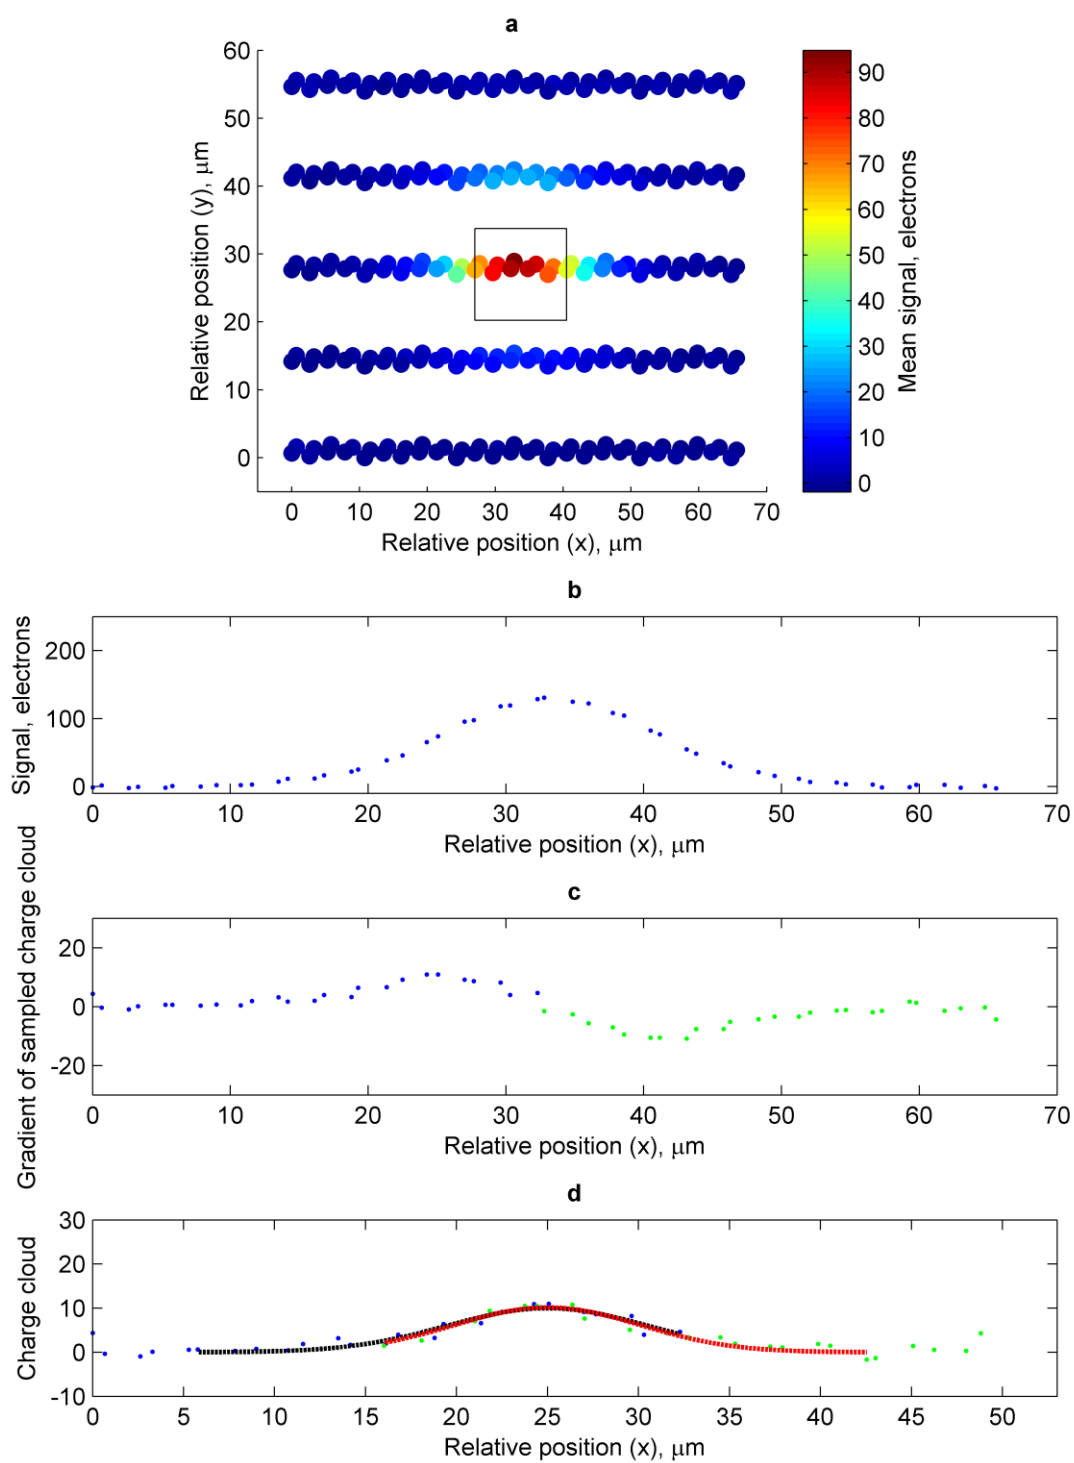 a
60
50
40
30
20
10
0
Relative position (y), μm
0 10 20 30 40 50 60 70
Relative position (x), μm
90
80
70
60
50
40
30
20
10
0
Mean signal, electrons
b
200
100
0
Signal, electrons
0 10 20 30 40 50 60 70
Relative position (x), μm
c
20
0
-20
Gradient of sampled charge cloud
0 10 20 30 40 50 60 70
Relative position (x), μm
d
30
20
10
0
-10
Charge cloud
0 5 10 15 20 25 30 35 40 45 50
Relative position (x), μm